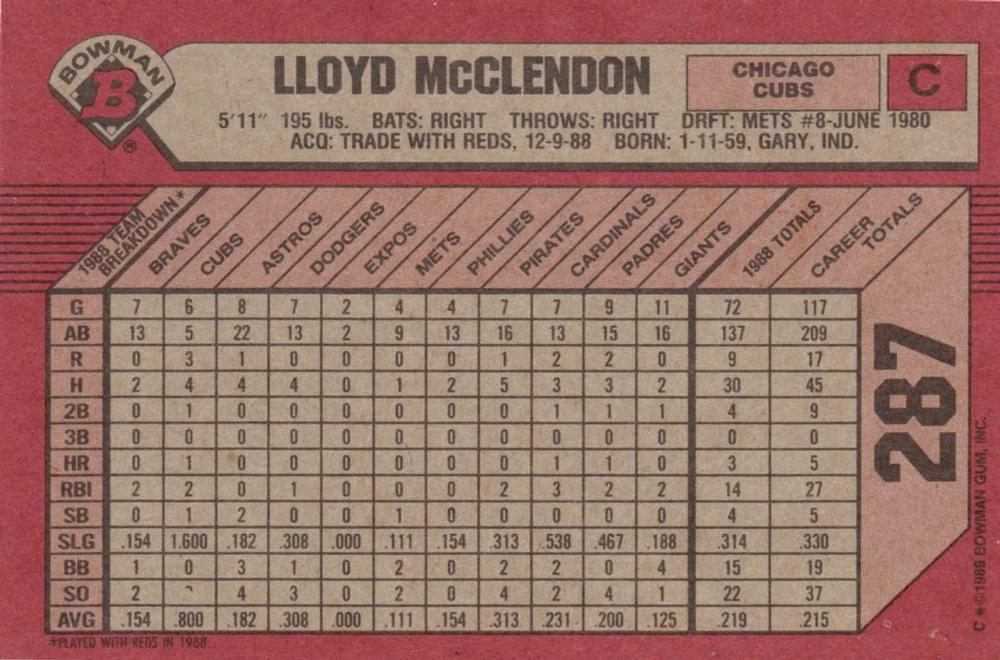 BOWMAN
B
®
LLOYD McCLENDON
CHICAGO
CUBS
C
5'11" 195 lbs. BATS: RIGHT THROWS: RIGHT DRFT: METS #8-JUNE 1980
ACQ: TRADE WITH REDS, 12-9-88 BORN: 1-11-59, GARY, IND.
1988 TEAM BREAKDOWN* BRAVES CUBS ASTROS DODGERS EXPOS METS PHILLIES PIRATES CARDINALS PADRES GIANTS 1988 TOTALS CAREER TOTALS
G 7 6 8 7 2 4 4 7 7 9 11 72 117
AB 13 5 22 13 2 9 13 16 13 15 16 137 209
R 0 3 1 0 0 0 0 1 2 2 0 9 17
H 2 4 4 4 0 1 2 5 3 3 2 30 45
2B 0 1 0 0 0 0 0 0 1 1 1 4 9
3B 0 0 0 0 0 0 0 0 0 0 0 0 0
HR 0 1 0 0 0 0 0 0 1 1 0 3 5
RBI 2 2 0 1 0 0 0 2 3 2 2 14 27
SB 0 1 2 0 0 1 0 0 0 0 0 4 5
SLG .154 1.600 .182 .308 .000 .111 .154 .313 .538 .467 .188 .314 .330
BB 1 0 3 1 0 2 0 2 2 0 4 15 19
SO 2 4 3 0 2 0 4 2 4 1 22 37
AVG .154 .800 .182 .308 .000 .111 .154 .313 .231 .200 .125 .219 .215
*PLAYED WITH REDS IN 1988.
287
C*©1989 BOWMAN GUM, INC.